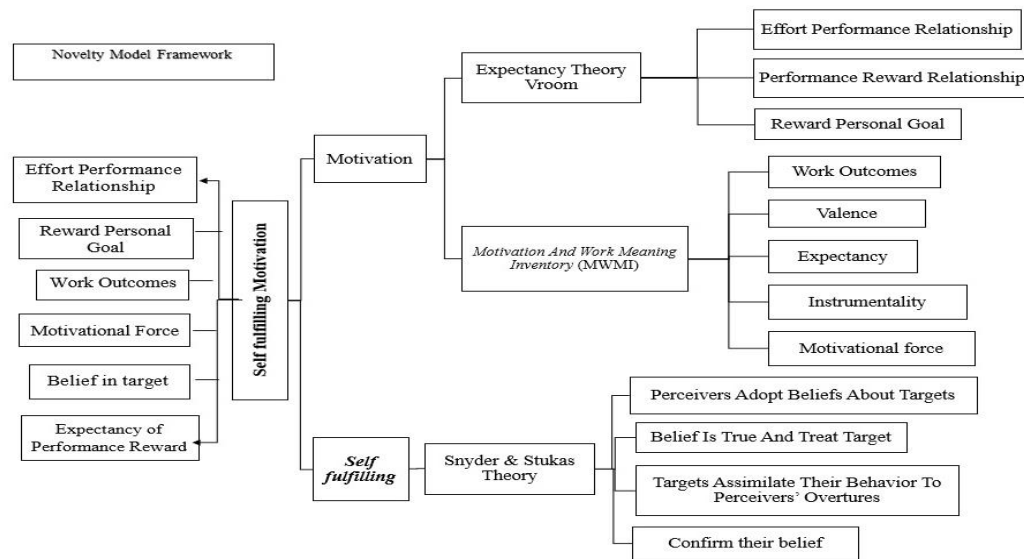 Novelty Model Framework
Effort Performance
Relationship
Reward Personal
Goal
Work Outcomes
Motivational Force
Belief in target
Expectancy of
Performance Reward
Self fulfilling Motivation
Motivation
Self
fulfilling
Expectancy Theory
Vroom
Motivation And Work Meaning
Inventory (MWMI)
Snyder & Stukas
Theory
Effort Performance Relationship
Performance Reward Relationship
Reward Personal Goal
Work Outcomes
Valence
Expectancy
Instrumentality
Motivational force
Perceivers Adopt Beliefs About Targets
Belief Is True And Treat Target
Targets Assimilate Their Behavior To
Perceivers’ Overtures
Confirm their belief